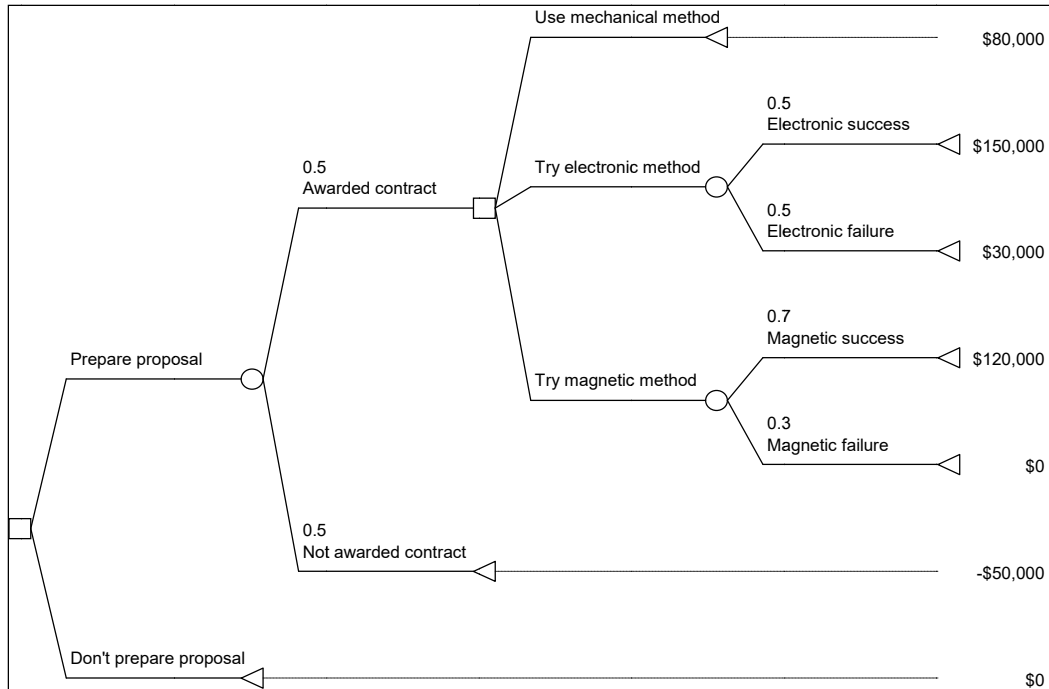 Use mechanical method
$80,000
0.5
Electronic success
$150,000
0.5
Awarded contract
Try electronic method
0.5
Electronic failure
$30,000
0.7
Magnetic success
$120,000
Prepare proposal
Try magnetic method
0.3
Magnetic failure
$0
0.5
Not awarded contract
-$50,000
Don't prepare proposal
$0